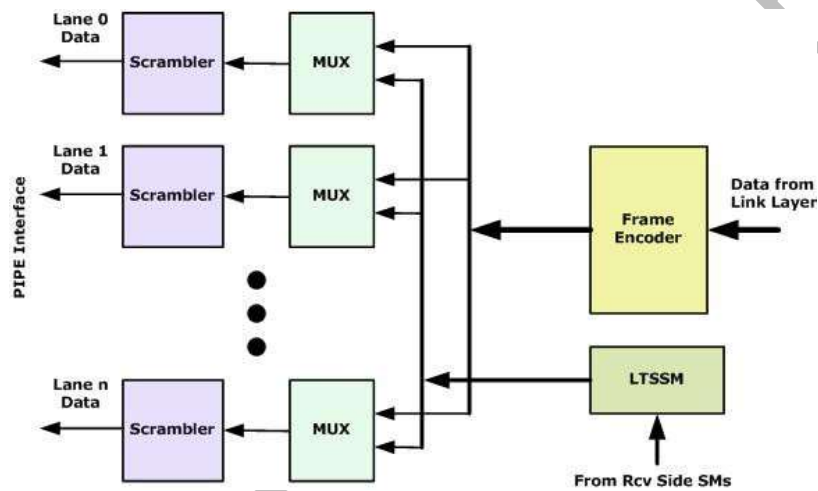 Lane 0
Data
Scrambler
MUX
Lane 1
Data
Scrambler
MUX
PIPE Interface
Frame
Encoder
Data from
Link Layer
LTSSM
Lane n
Data
Scrambler
MUX
From Rcv Side SMs